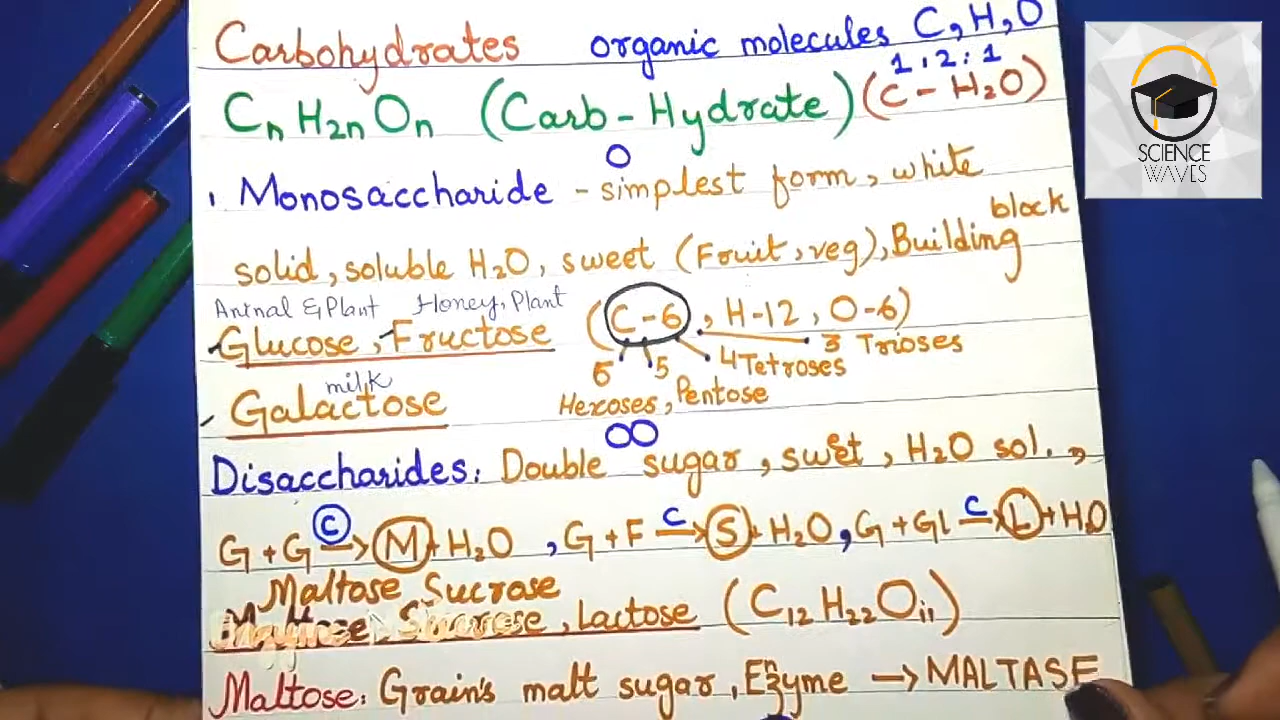 Carbohydrates organic molecules C, H, O
1 : 2 : 1
CnH2nOn (Carb-Hydrate) (C - H2O)
1. Monosaccharide - simplest form, white
solid, soluble H2O, sweet (Fruit, veg), Building block
Animal & Plant Honey, Plant
Glucose, Fructose (C-6, H-12, O-6)
6 5 4 Tetroses 3 Trioses
Hexoses, Pentose
milk
Galactose
Disaccharides: Double sugar, sweet, H2O sol.,
G + G C→ M + H2O, G + F C→ S + H2O, G + Gl C→ L + HO
Maltose Sucrose
Maltose, Sucrose, Lactose (C12H22O11)
Maltose: Grain's malt sugar, Enzyme → MALTASE
SCIENCE
WAVES